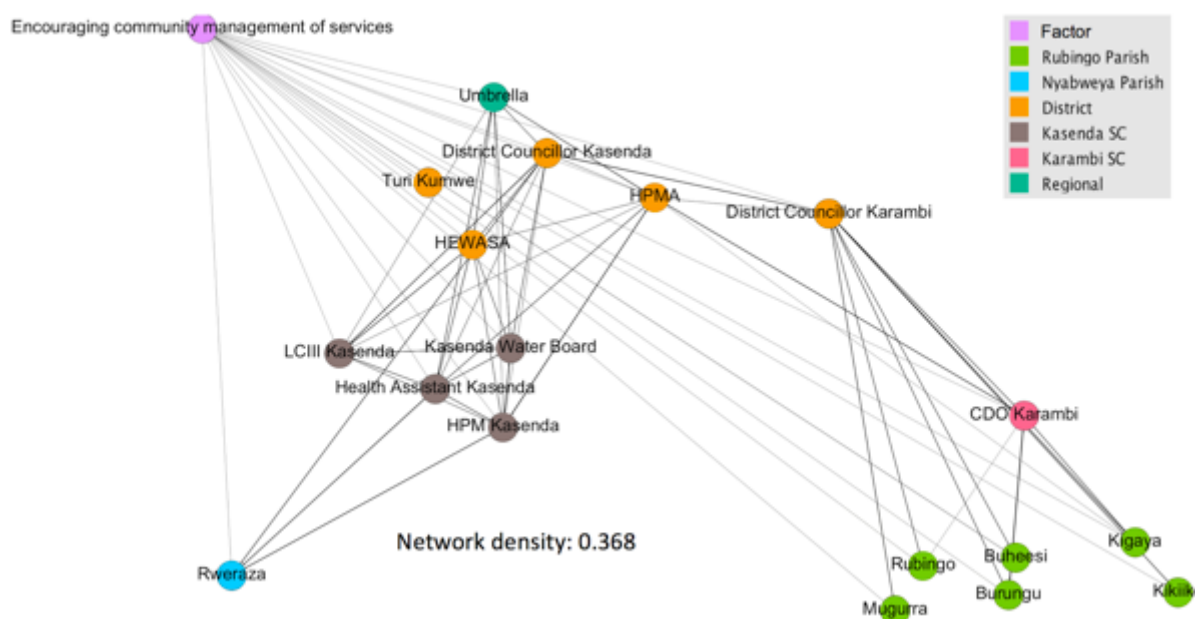 Encouraging community management of services
Factor
Rubingo Parish
Nyabweya Parish
District
Kasenda SC
Karambi SC
Regional
Umbrella
District Councillor Kasenda
Turi Kumwe
HPMA
District Councillor Karambi
HEWASA
LCIII Kasenda
Kasenda Water Board
Health Assistant Kasenda
HPM Kasenda
CDO Karambi
Network density: 0.368
Rweraza
Rubingo
Buheesi
Kigaya
Mugurra
Burungu
Kikiik